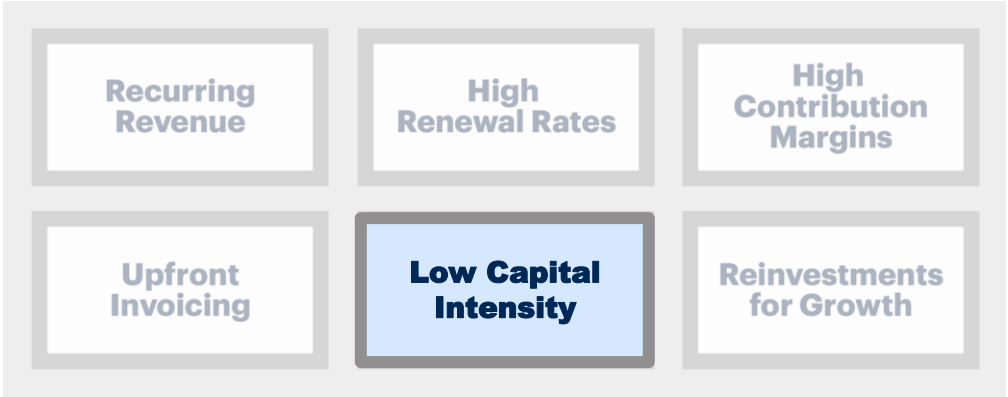 Recurring
Revenue
High
Renewal Rates
High
Contribution
Margins
Upfront
Invoicing
Low Capital
Intensity
Reinvestments
for Growth